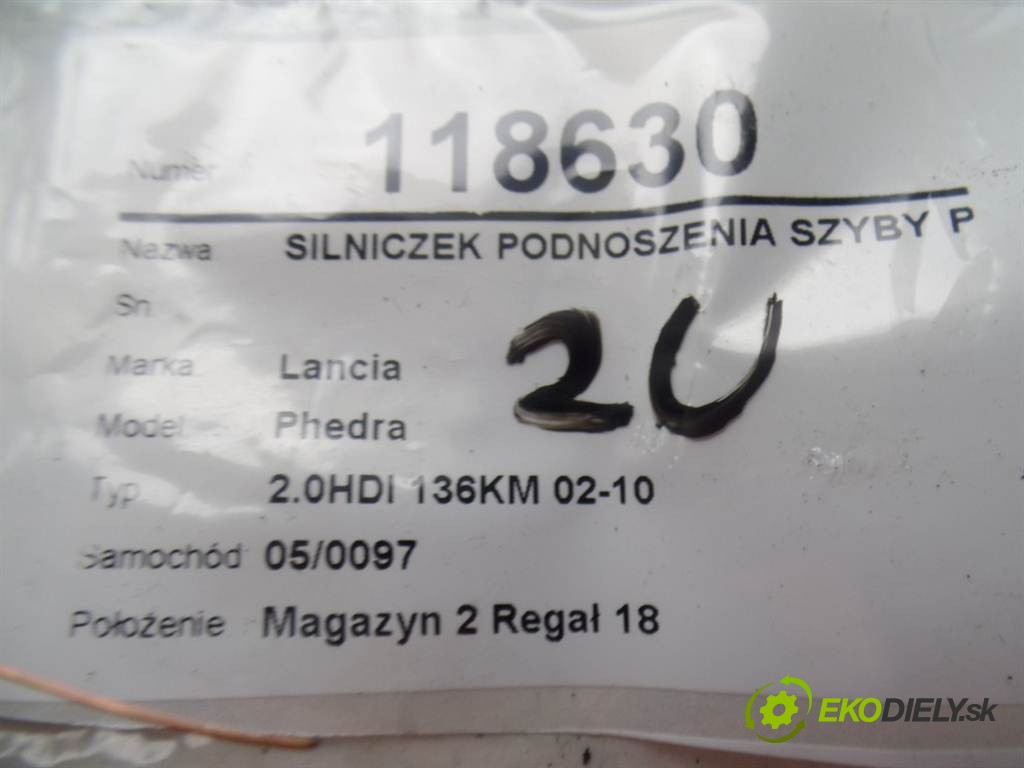 Numer 118630
Nazwa SILNICZEK PODNOSZENIA SZYBY P
Sn
20
Marka Lancia
Model Phedra
Typ 2.0HDI 136KM 02-10
Samochód 05/0097
Położenie Magazyn 2 Regał 18
EKODIELY.sk